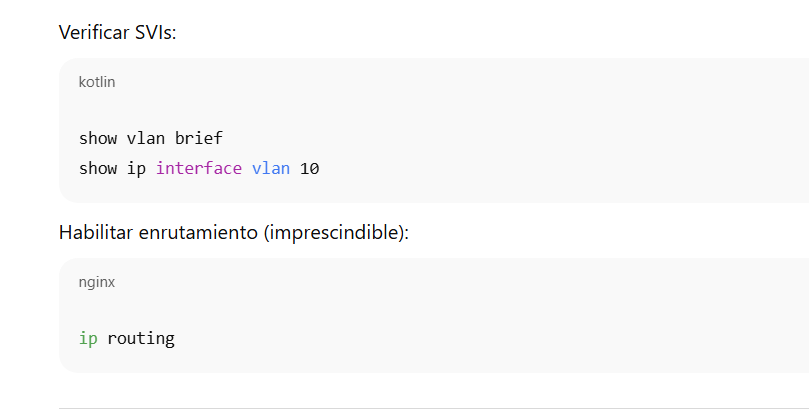 Verificar SVIs:
kotlin
show vlan brief
show ip interface vlan 10
Habilitar enrutamiento (imprescindible):
nginx
ip routing